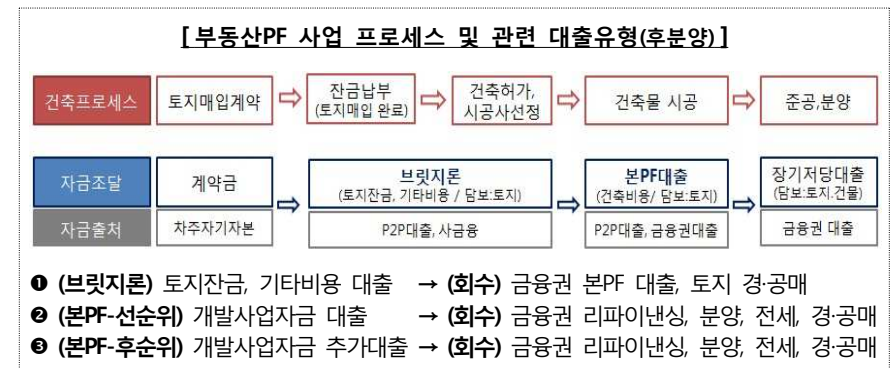 [ 부동산PF 사업 프로세스 및 관련 대출유형(후분양) ]
건축프로세스 토지매입계약 ⇨ 잔금납부 (토지매입 완료) ⇨ 건축허가, 시공사선정 ⇨ 건축물 시공 ⇨ 준공,분양
자금조달 계약금 ⇨ 브릿지론 (토지잔금, 기타비용 / 담보:토지) ⇨ 본PF대출 (건축비용/ 담보:토지) ⇨ 장기저당대출 (담보:토지.건물)
자금출처 차주자기자본 P2P대출, 사금융 P2P대출, 금융권대출 금융권 대출
❶ (브릿지론) 토지잔금, 기타비용 대출 → (회수) 금융권 본PF 대출, 토지 경·공매
❷ (본PF-선순위) 개발사업자금 대출 → (회수) 금융권 리파이낸싱, 분양, 전세, 경·공매
❸ (본PF-후순위) 개발사업자금 추가대출 → (회수) 금융권 리파이낸싱, 분양, 전세, 경·공매